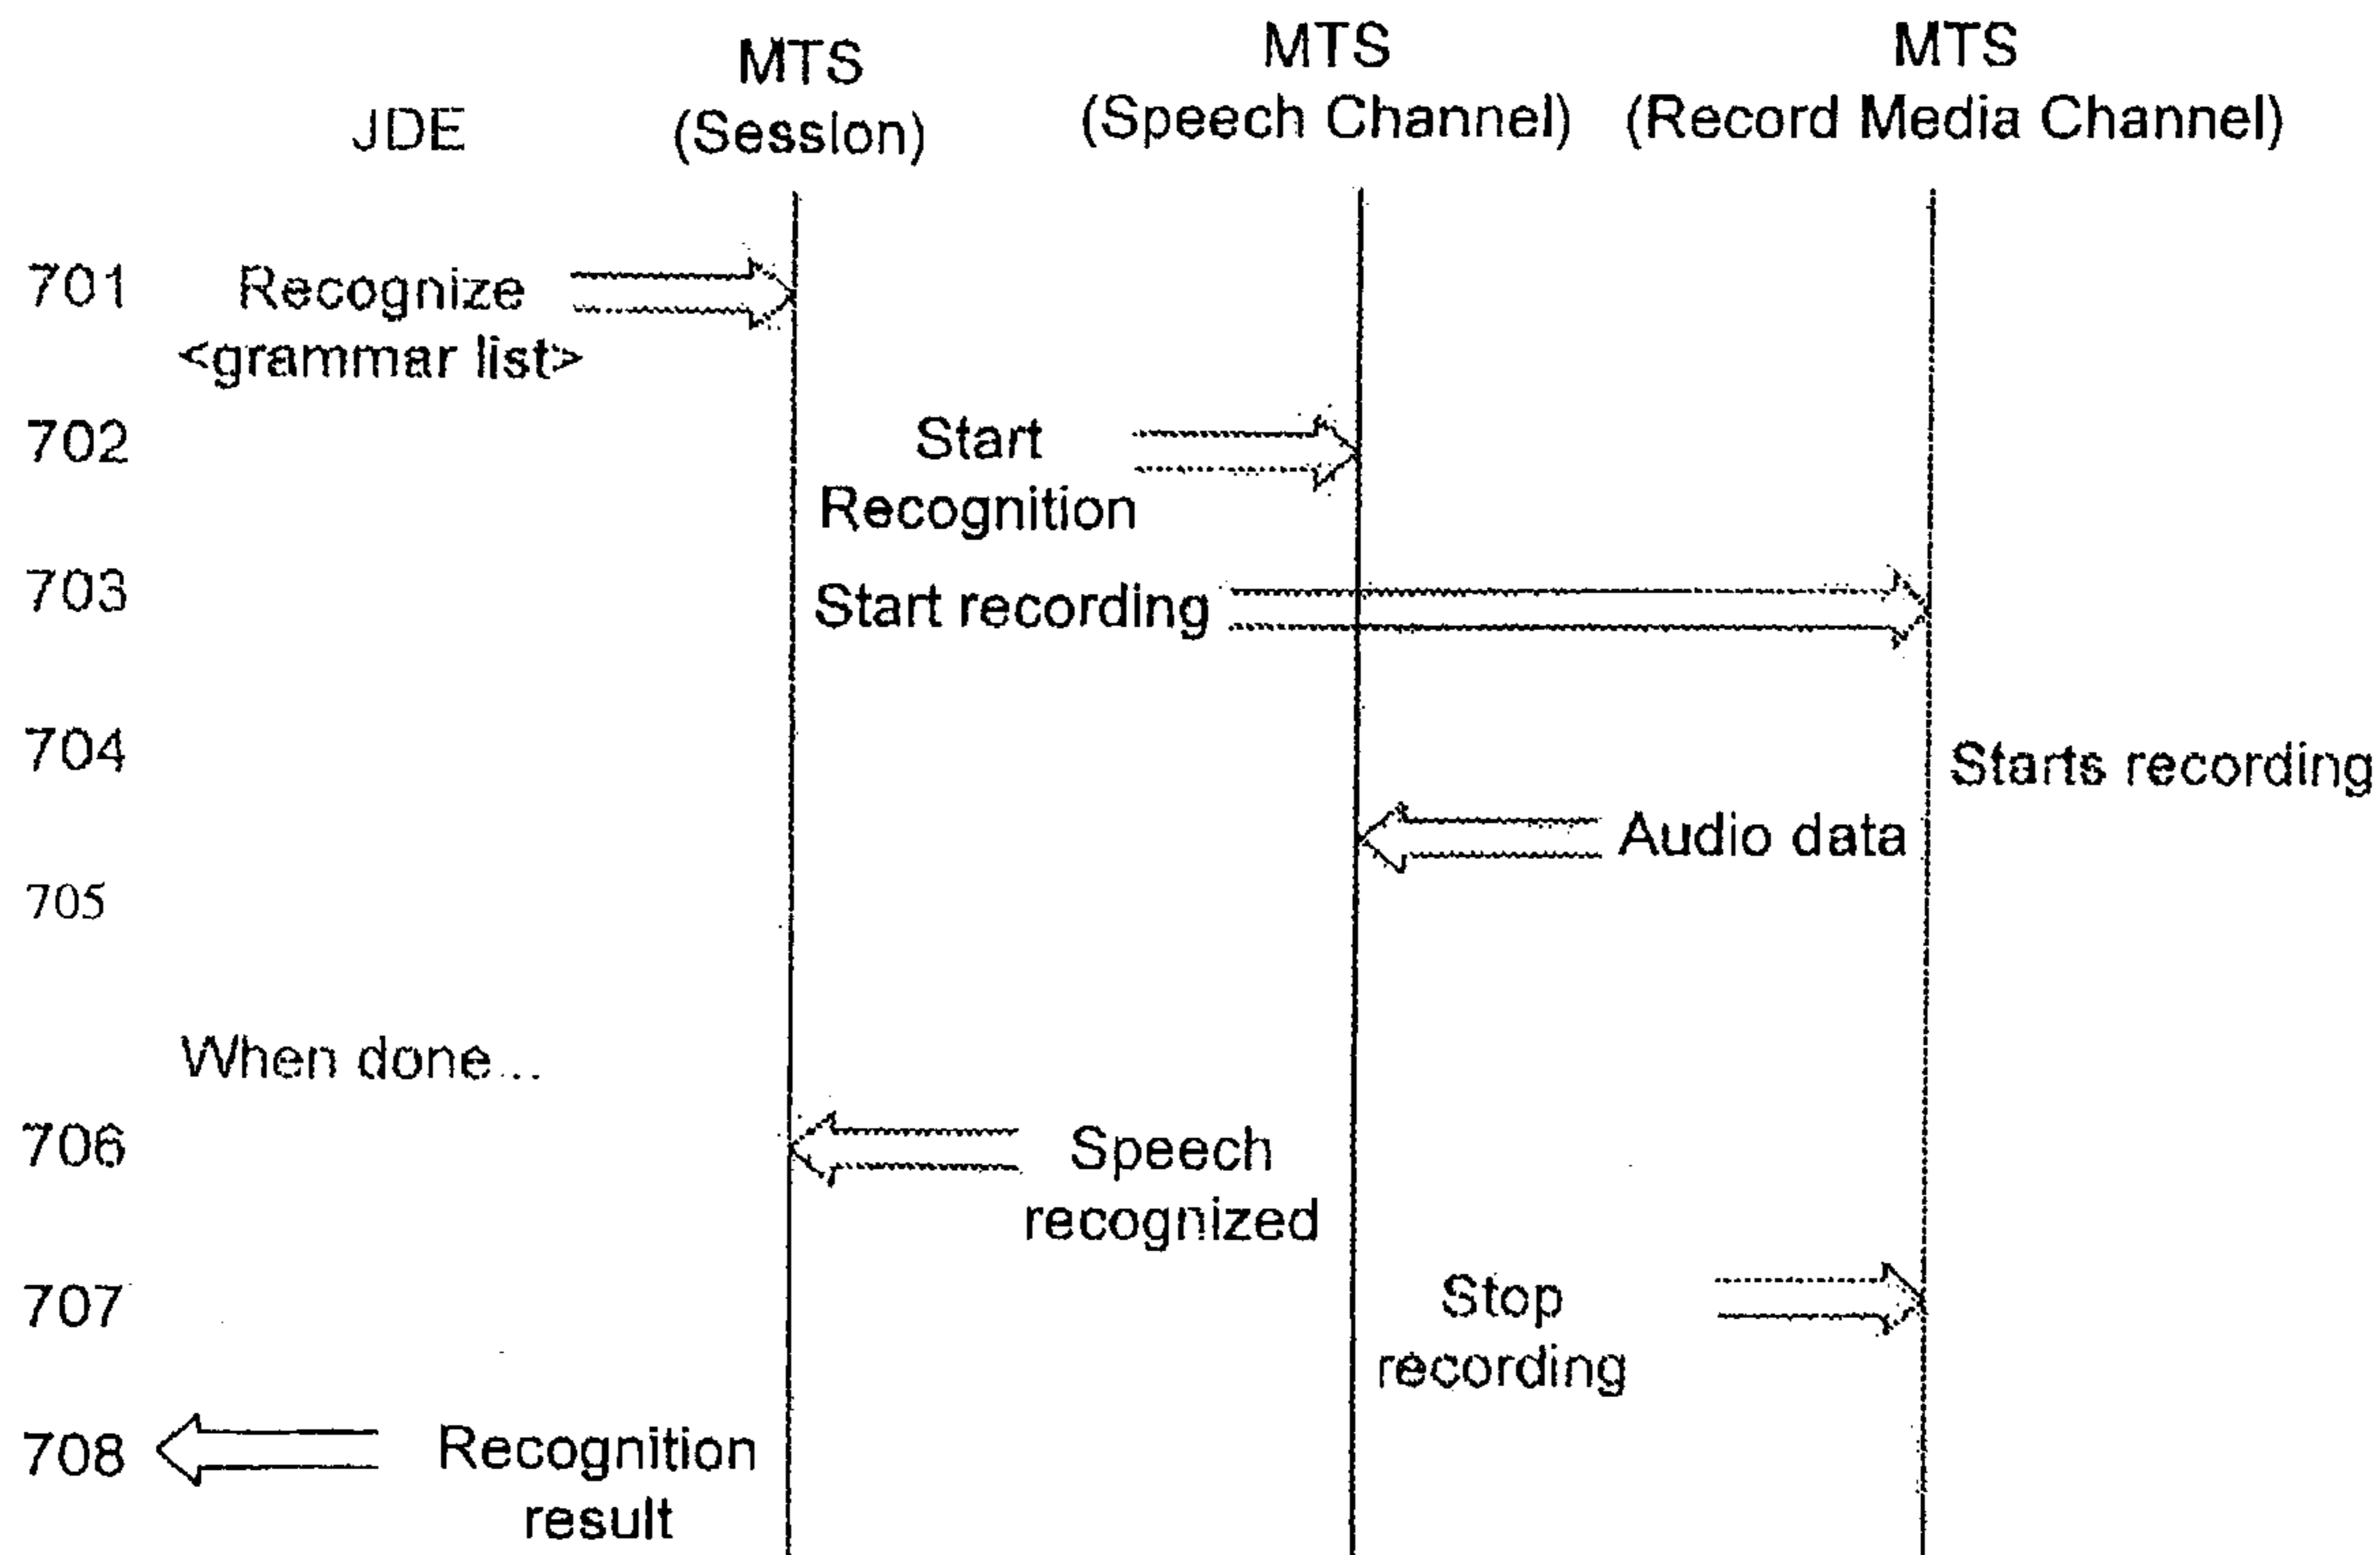 JDE
MTS
(Session)
MTS
(Speech Channel)
MTS
(Record Media Channel)
701 Recognize
<grammar list>
702 Start
Recognition
703 Start recording
704 Starts recording
Audio data
705
When done...
706 Speech
recognized
707 Stop
recording
708 Recognition
result